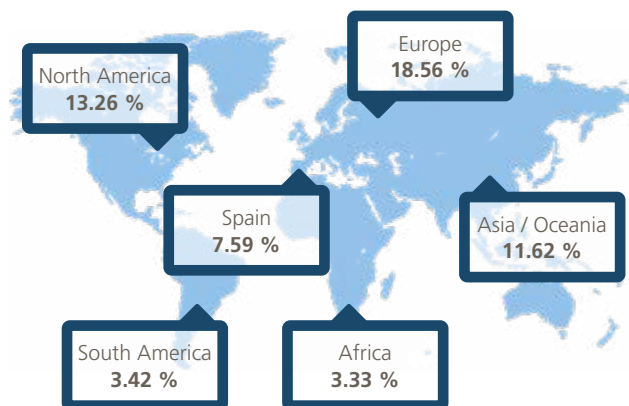 Europe
18.56 %
North America
13.26 %
Spain
7.59 %
Asia / Oceania
11.62 %
South America
3.42 %
Africa
3.33 %